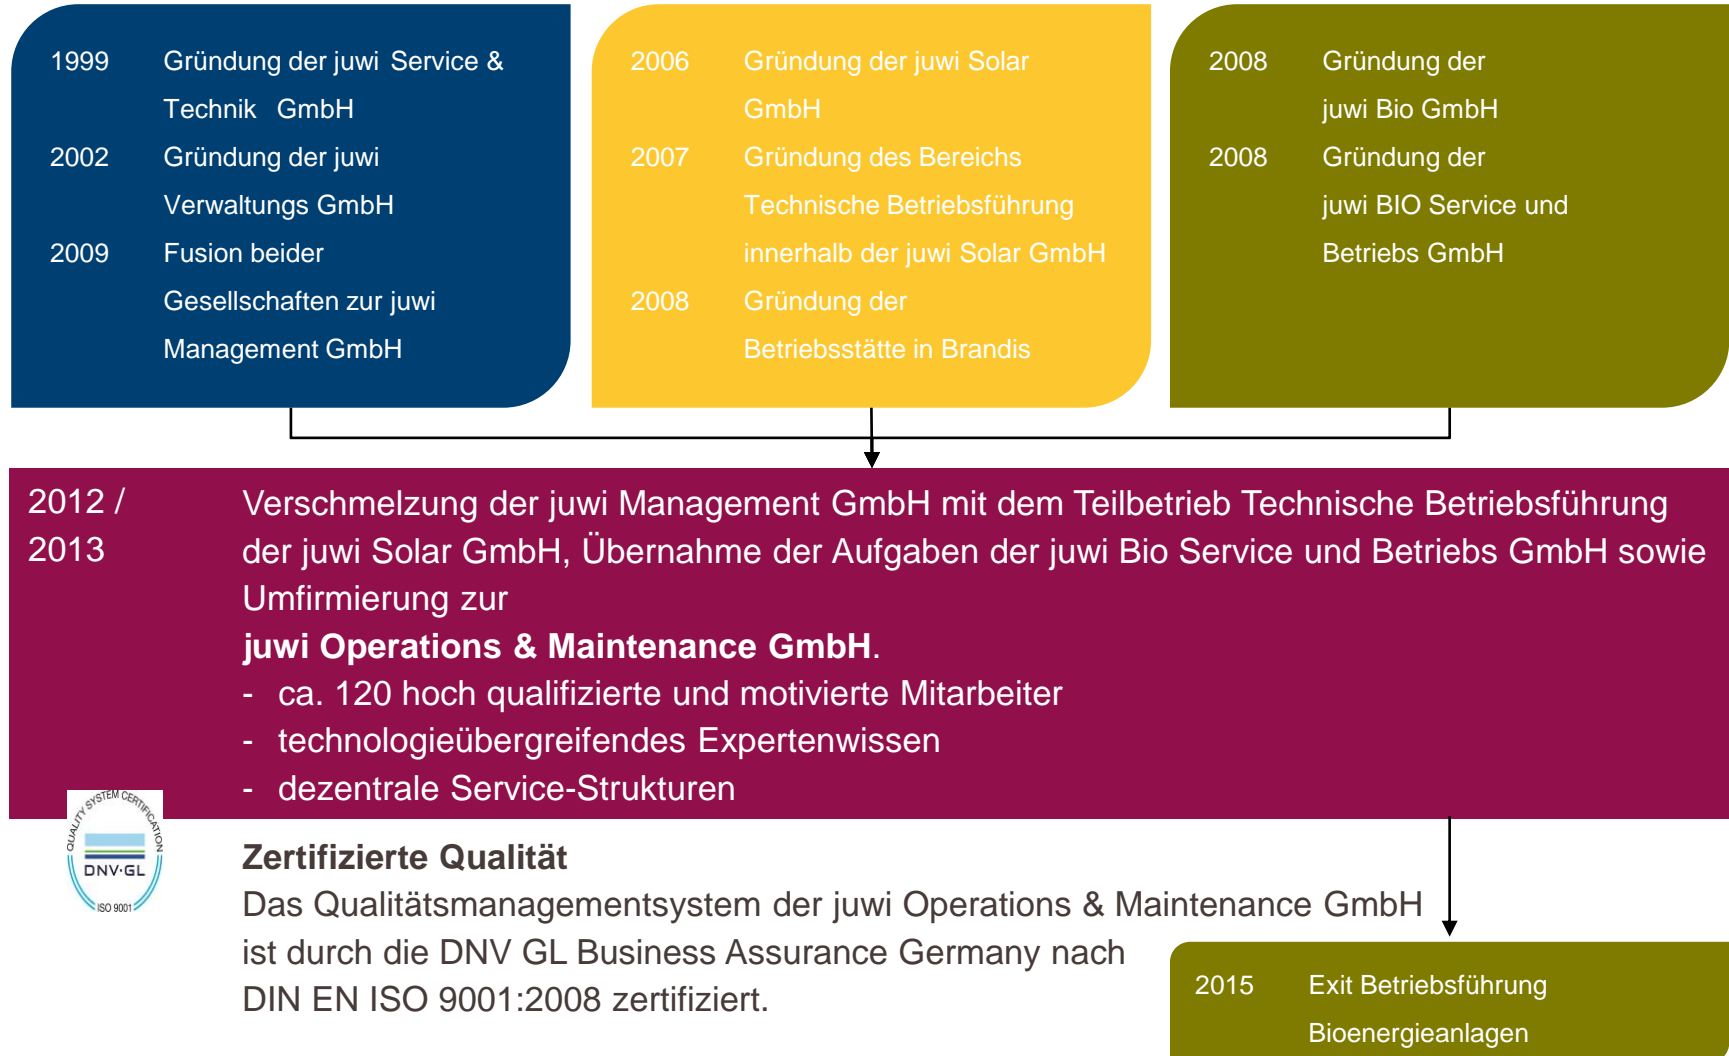 1999 Gründung der juwi Service &
Technik GmbH
2002 Gründung der juwi
Verwaltungs GmbH
2009 Fusion beider
Gesellschaften zur juwi
Management GmbH
2006 Gründung der juwi Solar
GmbH
2007 Gründung des Bereichs
Technische Betriebsführung
innerhalb der juwi Solar GmbH
2008 Gründung der
Betriebsstätte in Brandis
2008 Gründung der
juwi Bio GmbH
2008 Gründung der
juwi BIO Service und
Betriebs GmbH
2012 / Verschmelzung der juwi Management GmbH mit dem Teilbetrieb Technische Betriebsführung
2013 der juwi Solar GmbH, Übernahme der Aufgaben der juwi Bio Service und Betriebs GmbH sowie
Umfirmierung zur
juwi Operations & Maintenance GmbH.
- ca. 120 hoch qualifizierte und motivierte Mitarbeiter
- technologieübergreifendes Expertenwissen
- dezentrale Service-Strukturen
QUALITY SYSTEM CERTIFICATION
DNV·GL
ISO 9001
Zertifizierte Qualität
Das Qualitätsmanagementsystem der juwi Operations & Maintenance GmbH
ist durch die DNV GL Business Assurance Germany nach
DIN EN ISO 9001:2008 zertifiziert.
2015 Exit Betriebsführung
Bioenergieanlagen